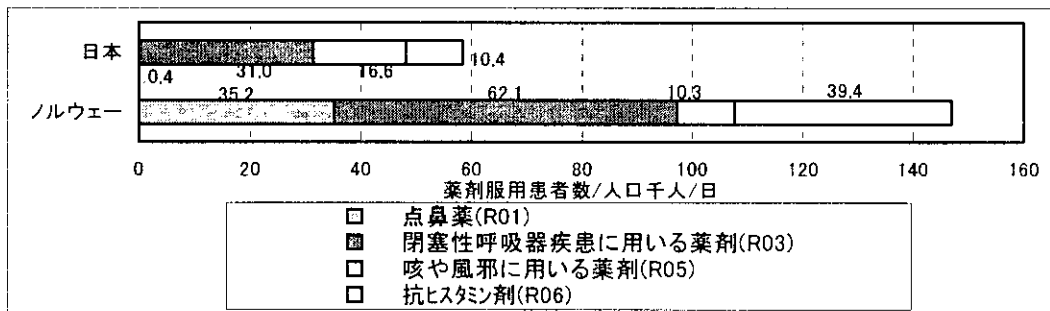 日本
0.4 31.0 16.6 10.4
35.2 62.1 10.3 39.4
ノルウェー
0 20 40 60 80 100 120 140 160
薬剤服用患者数/人口千人/日
点鼻薬(R01)
閉塞性呼吸器疾患に用いる薬剤(R03)
咳や風邪に用いる薬剤(R05)
抗ヒスタミン剤(R06)